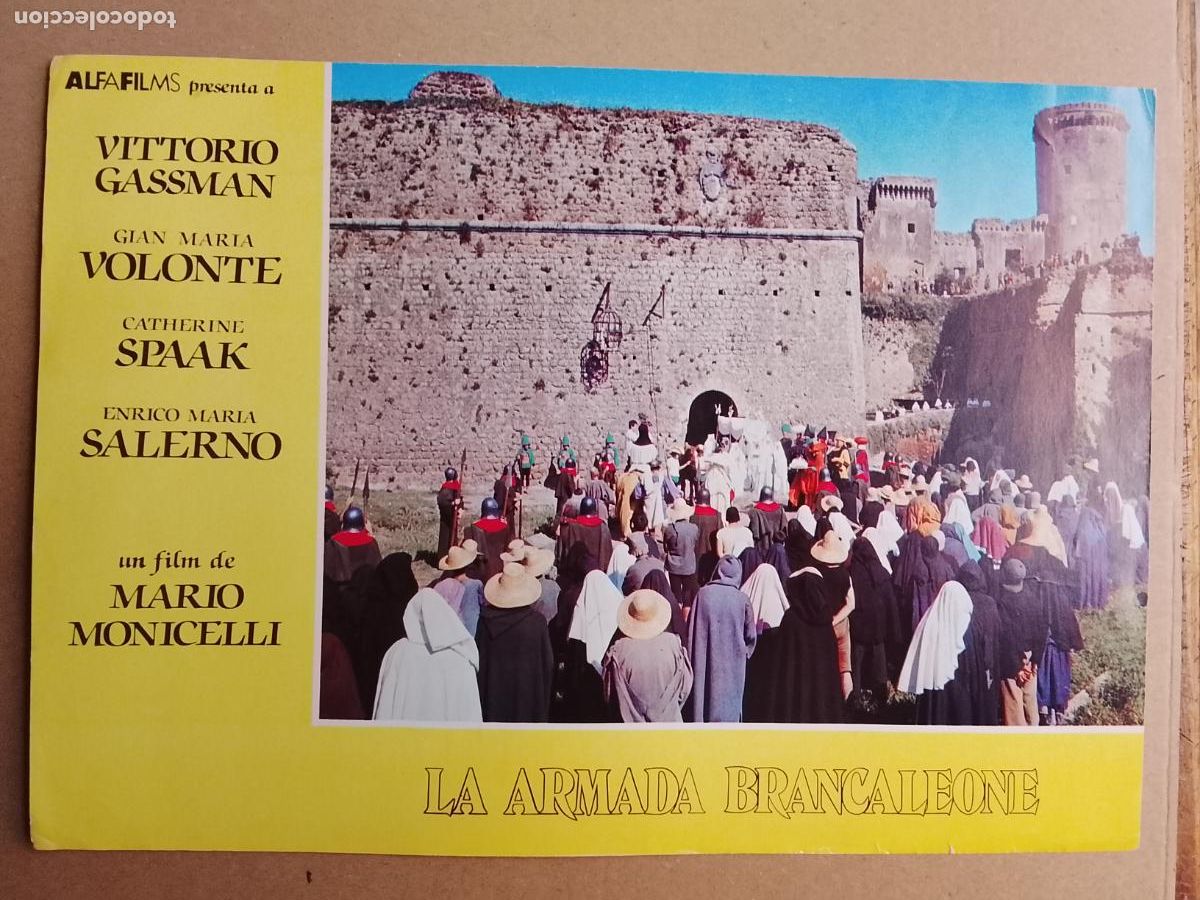 todocoleccion
ALFAFILMS presenta a
VITTORIO
GASSMAN
GIAN MARIA
VOLONTE
CATHERINE
SPAAK
ENRICO MARIA
SALERNO
un film de
MARIO
MONICELLI
LA ARMADA BRANCALEONE